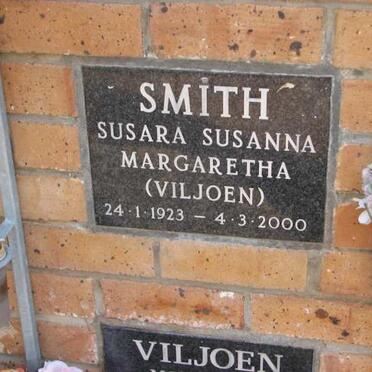 SMITH
SUSARA SUSANNA
MARGARETHA
(VILJOEN)
24·1·1923 – 4·3·2000
VILJOEN